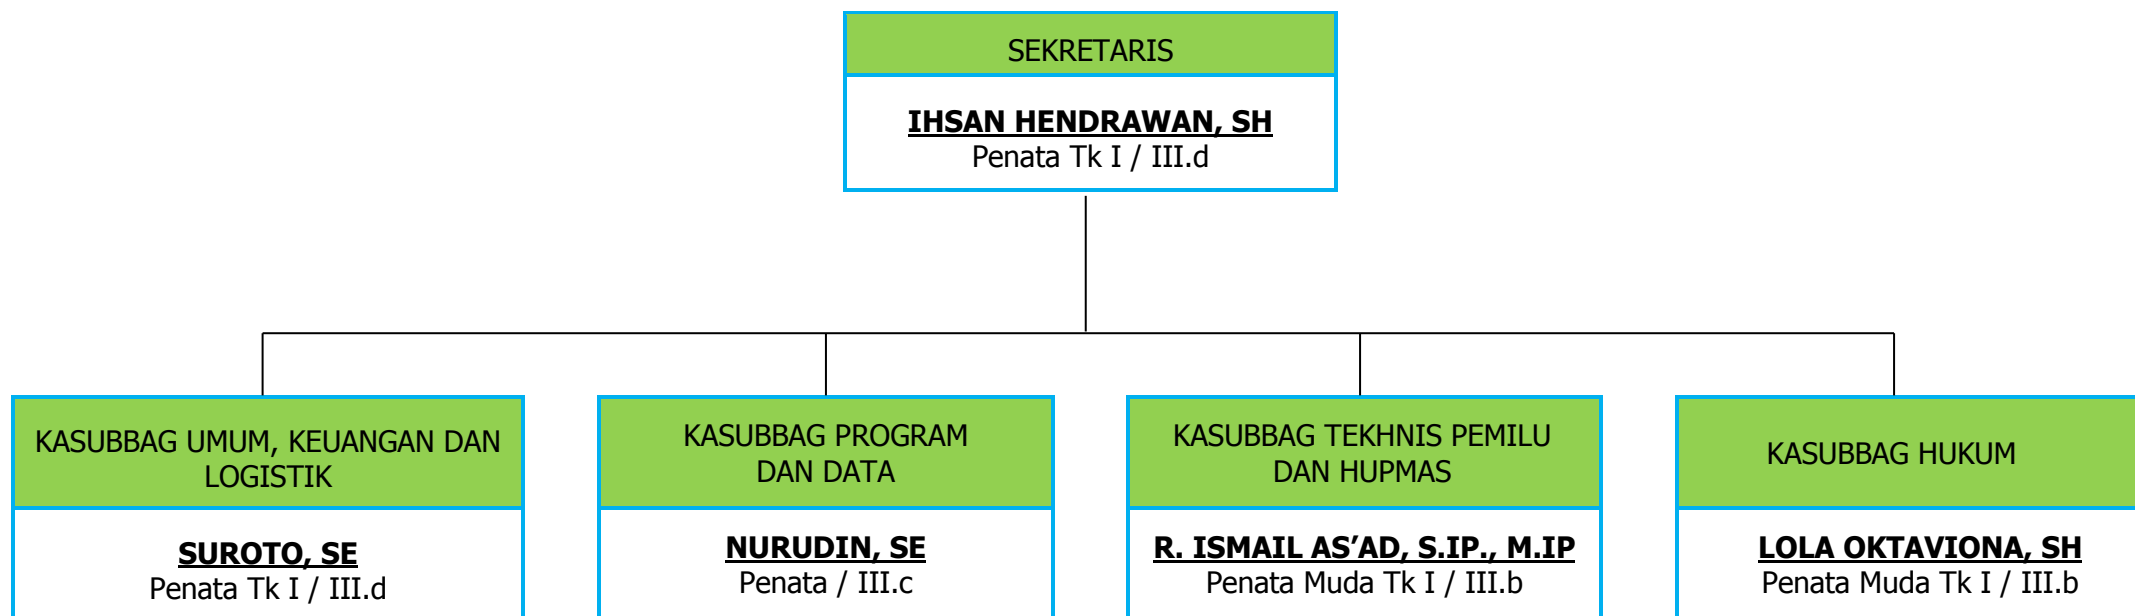 SEKRETARIS
IHSAN HENDRAWAN, SH
Penata Tk I / III.d
KASUBBAG UMUM, KEUANGAN DAN
LOGISTIK
SUROTO, SE
Penata Tk I / III.d
KASUBBAG PROGRAM
DAN DATA
NURUDIN, SE
Penata / III.c
KASUBBAG TEKHNIS PEMILU
DAN HUPMAS
R. ISMAIL AS’AD, S.IP., M.IP
Penata Muda Tk I / III.b
KASUBBAG HUKUM
LOLA OKTAVIONA, SH
Penata Muda Tk I / III.b